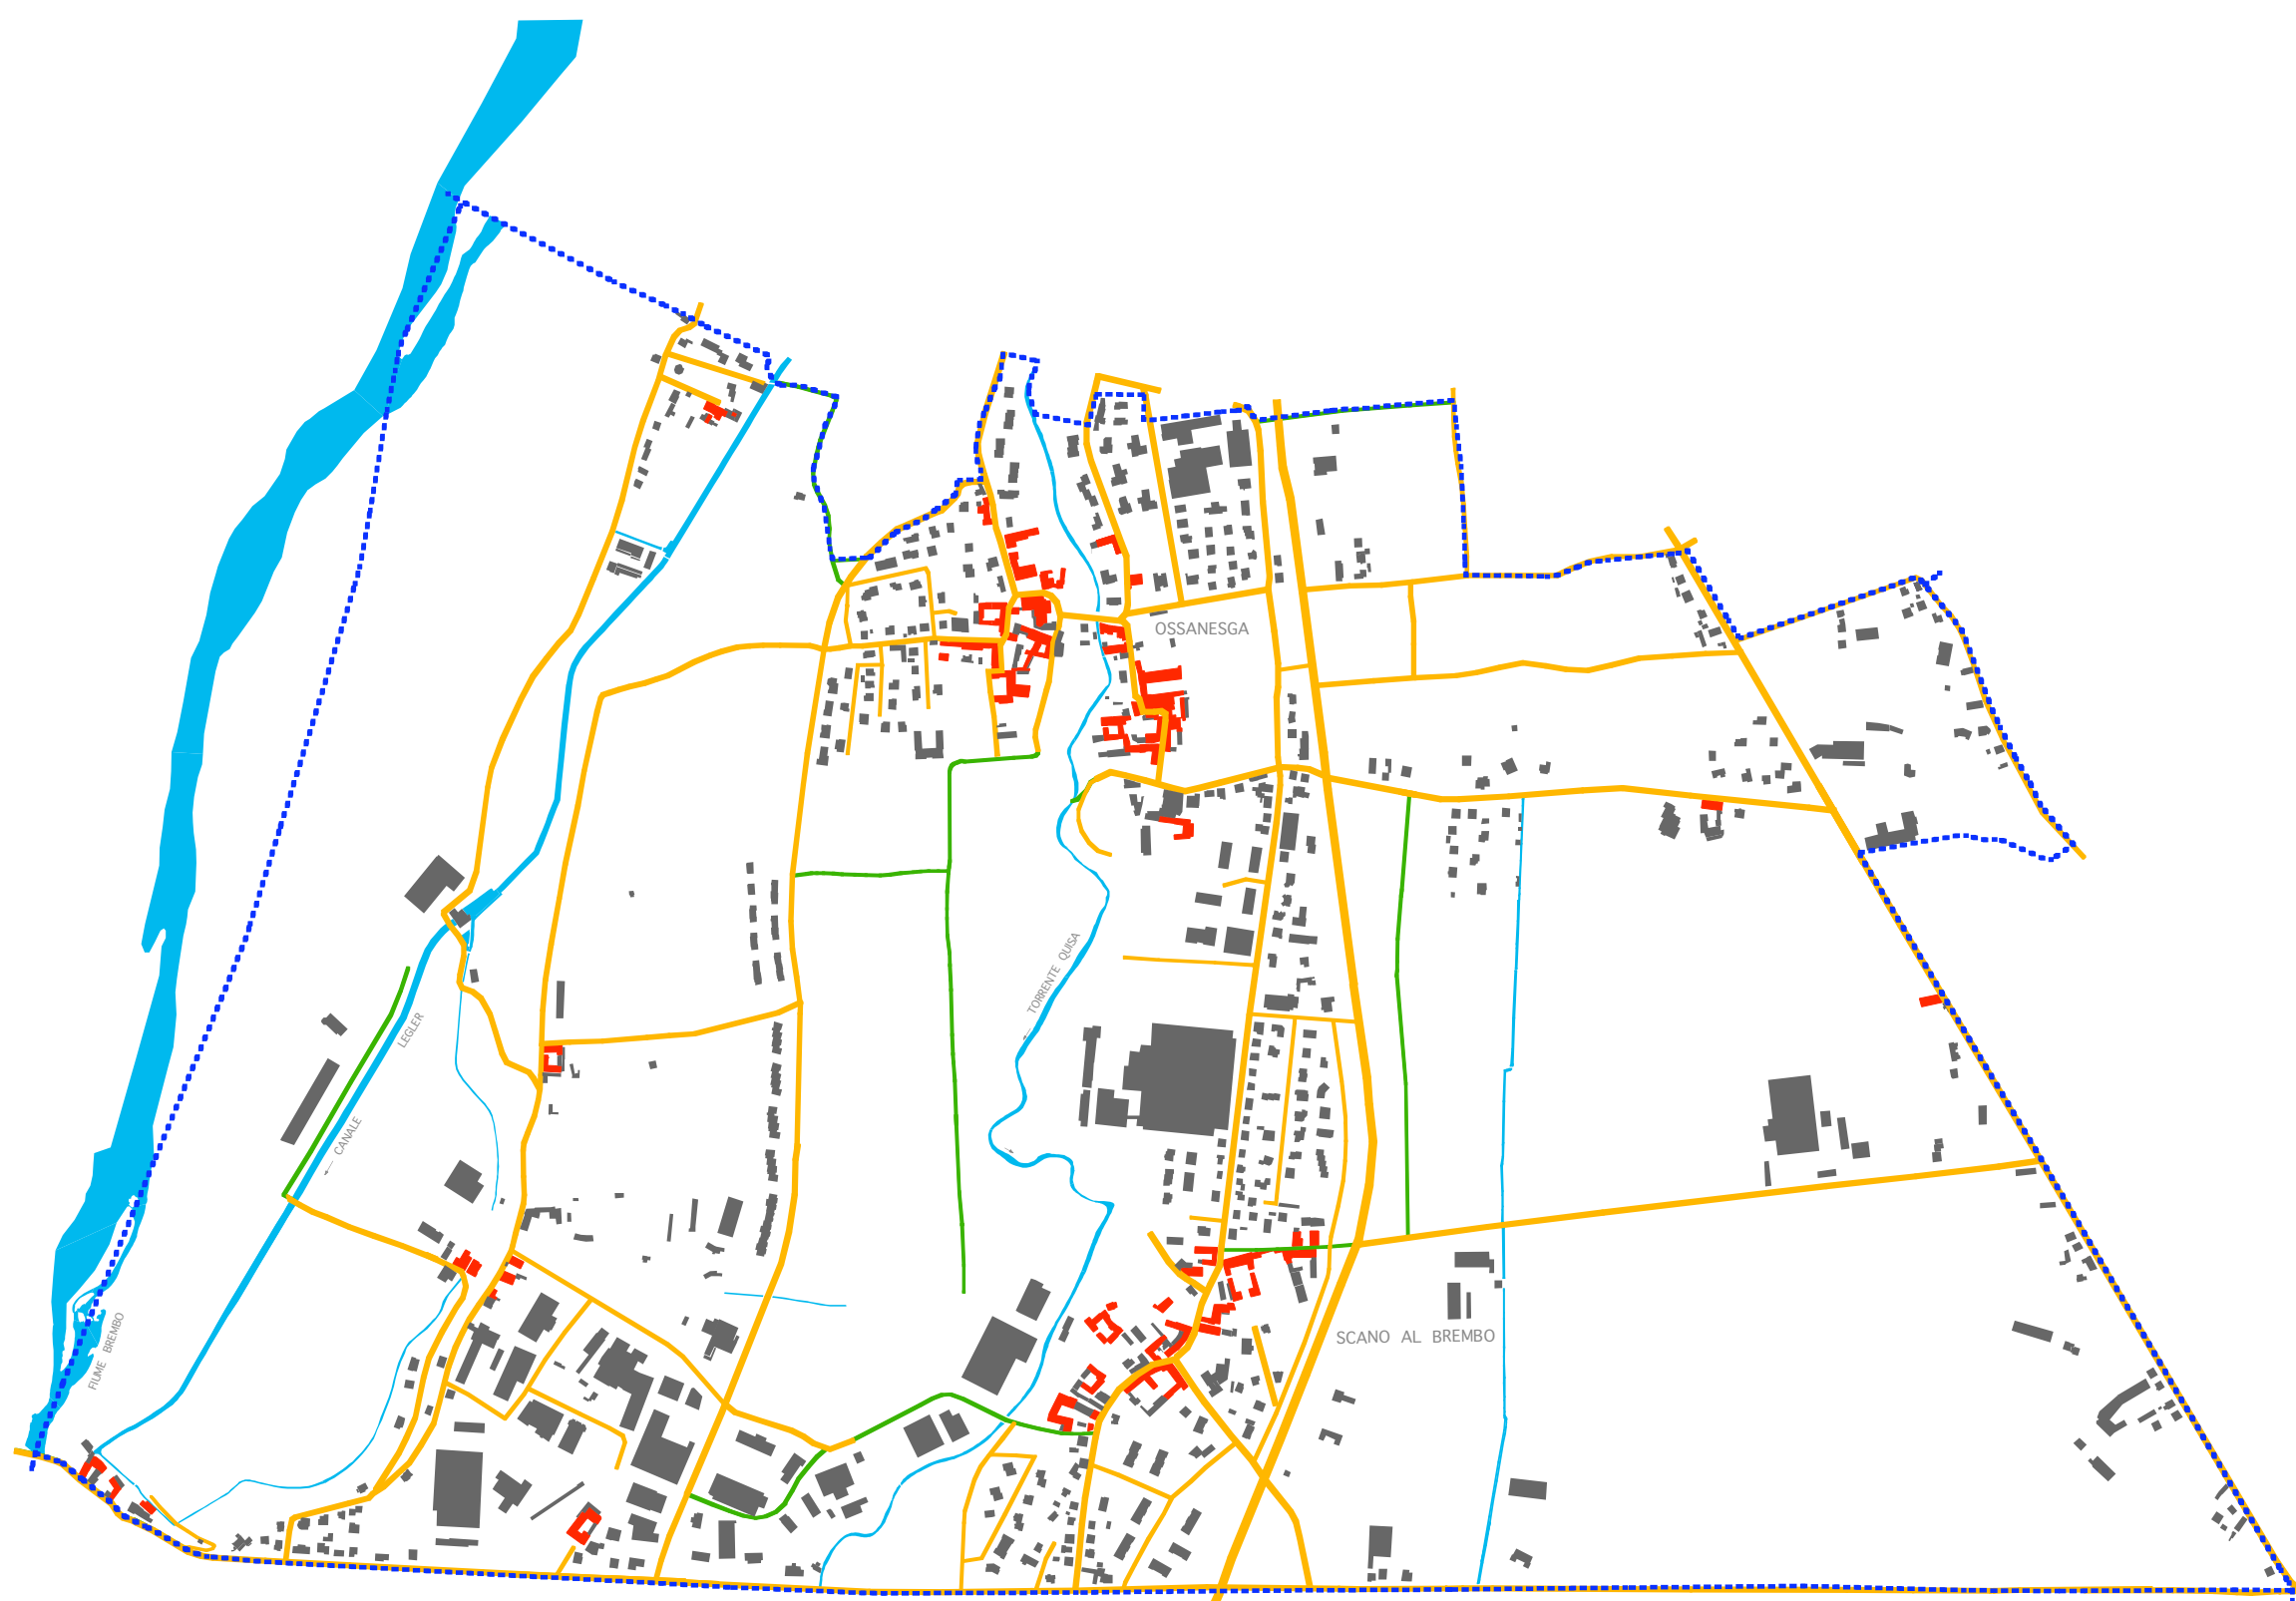 OSSANESGA
TORRENTE QUISA
CANALE LEGLER
FIUME BREMBO
SCANO AL BREMBO